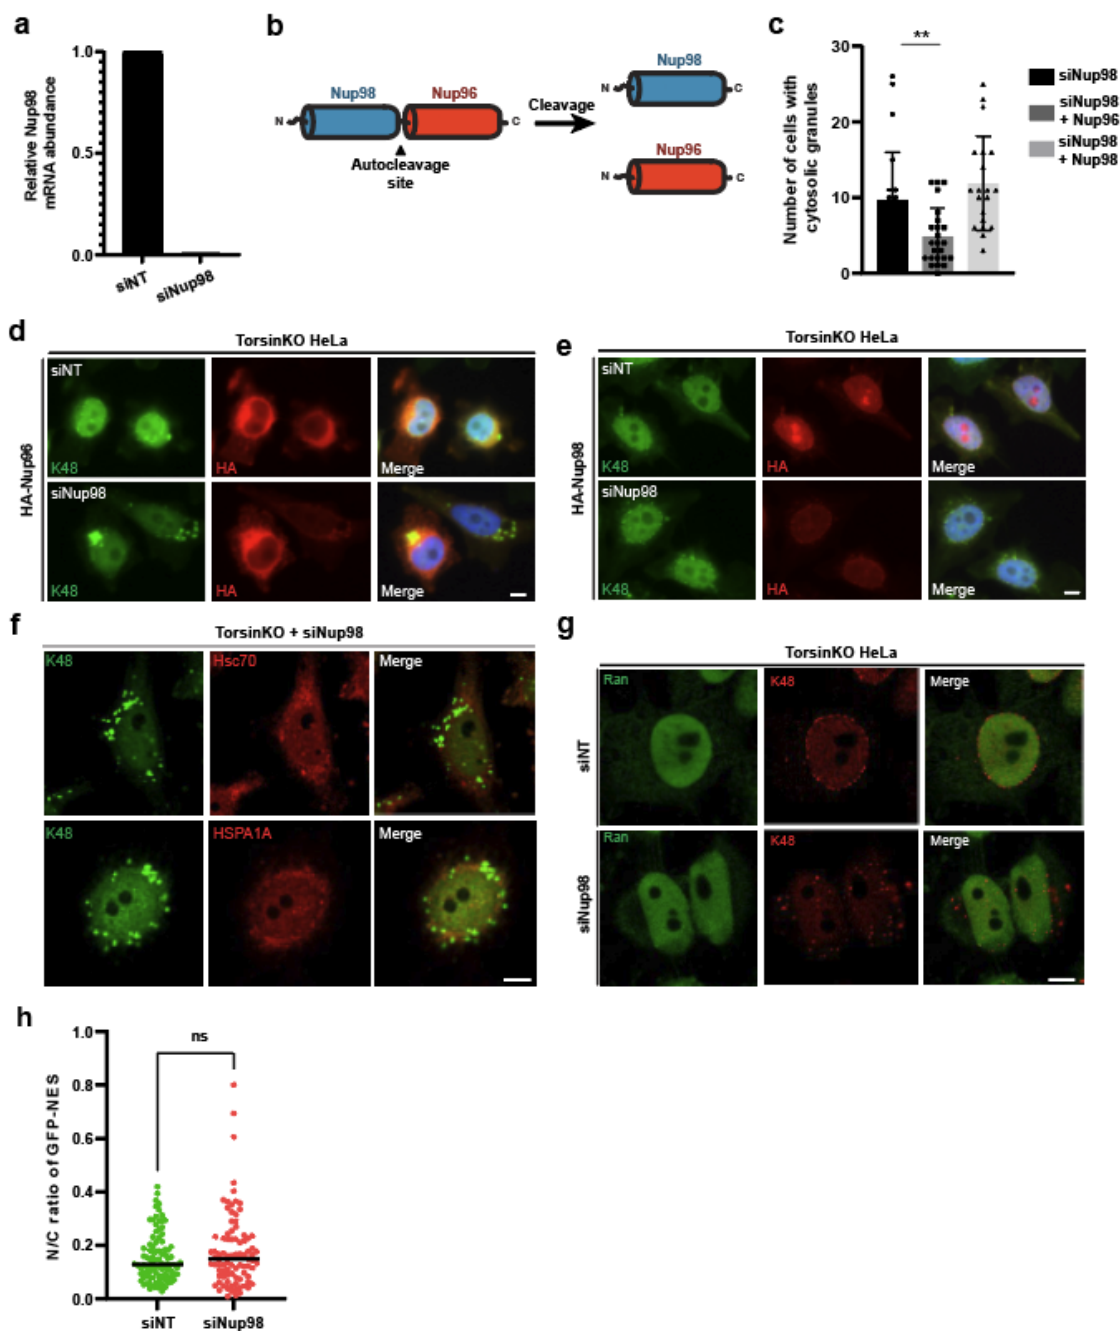 a
Relative Nup98
mRNA abundance
1.0
0.5
0.0
siNT
siNup98
b
Nup98
Nup96
N
C
Autocleavage
site
Cleavage
Nup98
N
C
Nup96
N
C
c
Number of cells with
cytosolic granules
30
20
10
0
**
siNup98
siNup98
+ Nup96
siNup98
+ Nup98
d
TorsinKO HeLa
HA-Nup96
siNT
K48
HA
Merge
siNup98
K48
HA
Merge
e
TorsinKO HeLa
HA-Nup98
siNT
K48
HA
Merge
siNup98
K48
HA
Merge
f
TorsinKO + siNup98
K48
Hsc70
Merge
K48
HSPA1A
Merge
g
TorsinKO HeLa
siNT
Ran
K48
Merge
siNup98
Ran
K48
Merge
h
N/C ratio of GFP-NES
1.0
0.8
0.6
0.4
0.2
0.0
ns
siNT
siNup98